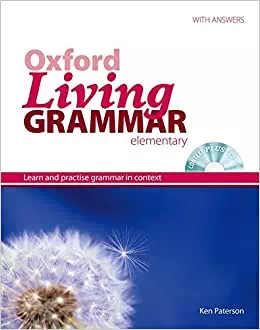 WITH ANSWERS
Oxford
Living
GRAMMAR
elementary
Learn and practise grammar in context
Ken Paterson